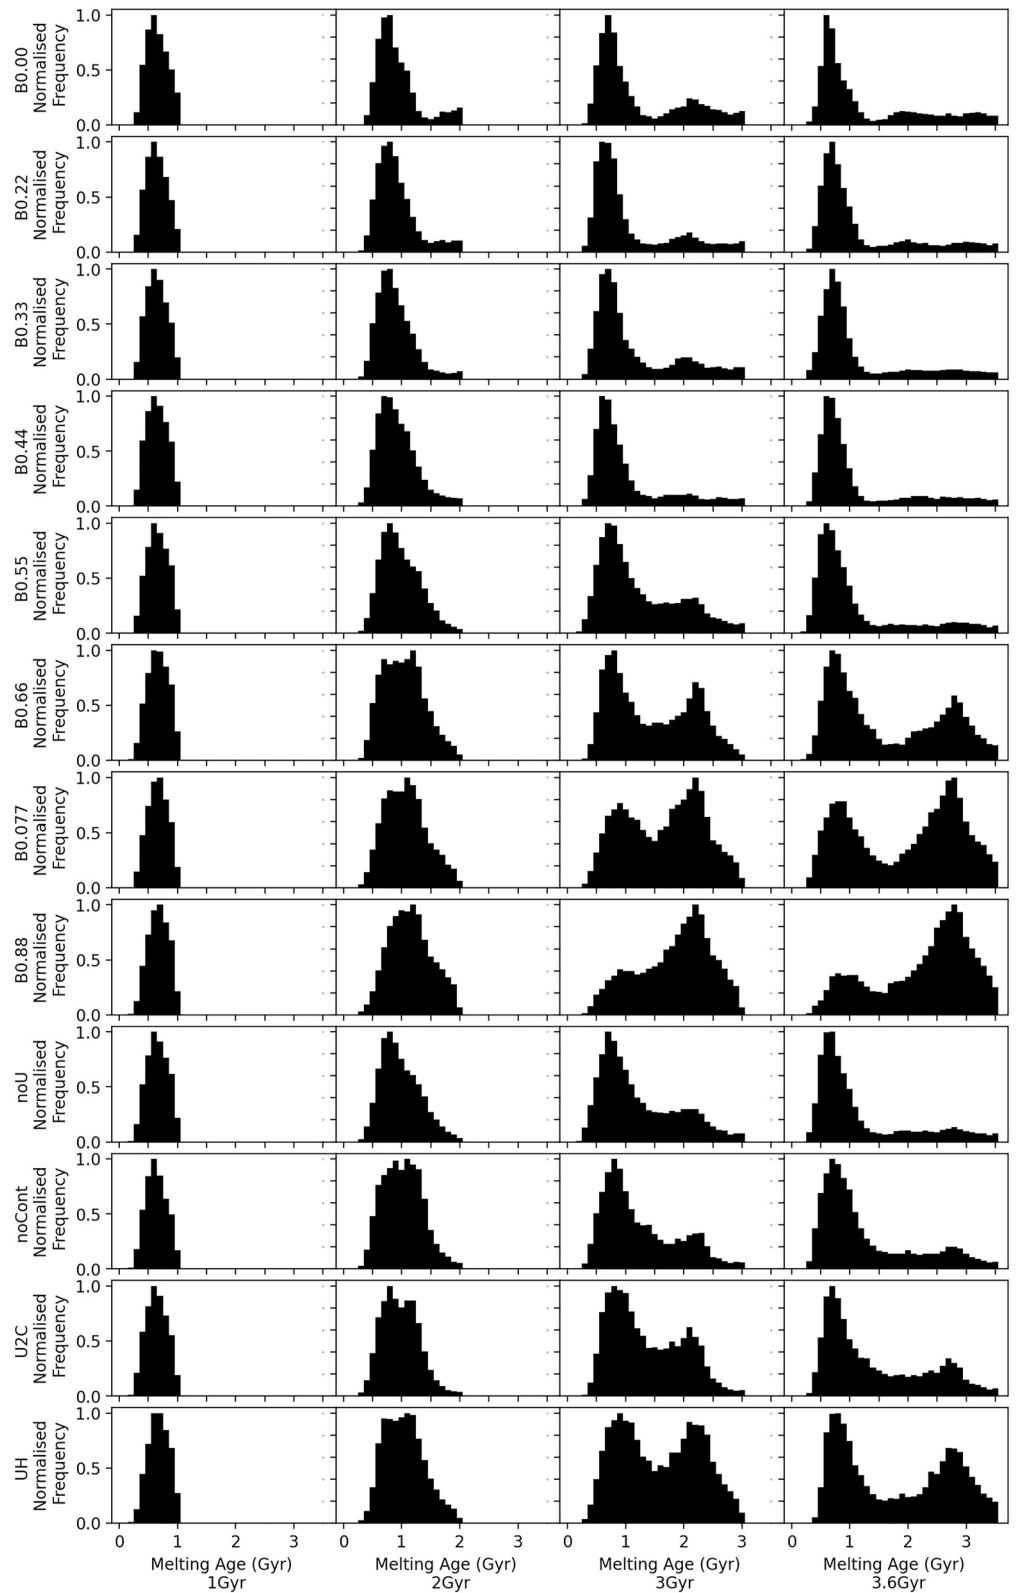 B0.00
Normalised
Frequency
1.0
0.5
0.0
B0.22
Normalised
Frequency
1.0
0.5
0.0
B0.33
Normalised
Frequency
1.0
0.5
0.0
B0.44
Normalised
Frequency
1.0
0.5
0.0
B0.55
Normalised
Frequency
1.0
0.5
0.0
B0.66
Normalised
Frequency
1.0
0.5
0.0
B0.077
Normalised
Frequency
1.0
0.5
0.0
B0.88
Normalised
Frequency
1.0
0.5
0.0
noU
Normalised
Frequency
1.0
0.5
0.0
noCont
Normalised
Frequency
1.0
0.5
0.0
U2C
Normalised
Frequency
1.0
0.5
0.0
UH
Normalised
Frequency
1.0
0.5
0.0
0 1 2 3 0 1 2 3 0 1 2 3 0 1 2 3
Melting Age (Gyr) Melting Age (Gyr) Melting Age (Gyr) Melting Age (Gyr)
1Gyr 2Gyr 3Gyr 3.6Gyr